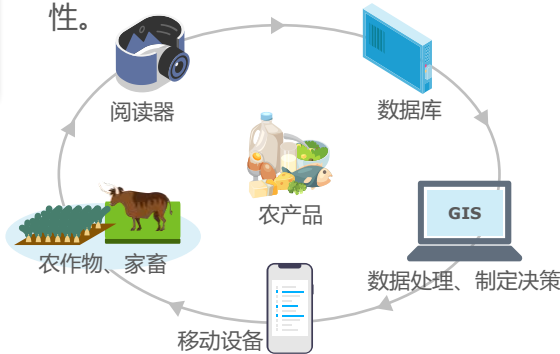 性。
阅读器
数据库
农产品
GIS
农作物、家畜
数据处理、制定决策
移动设备